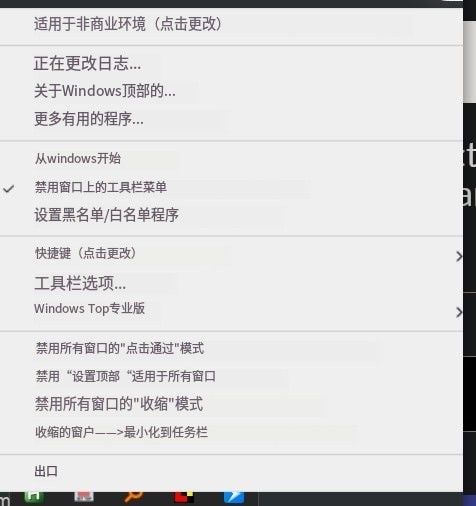 适用于非商业环境（点击更改）
正在更改日志...
关于Windows顶部的...
更多有用的程序...
从windows开始
禁用窗口上的工具栏菜单
设置黑名单/白名单程序
快捷键（点击更改）
工具栏选项...
Windows Top专业版
禁用所有窗口的"点击通过"模式
禁用“设置顶部“适用于所有窗口
禁用所有窗口的"收缩"模式
收缩的窗户——>最小化到任务栏
出口